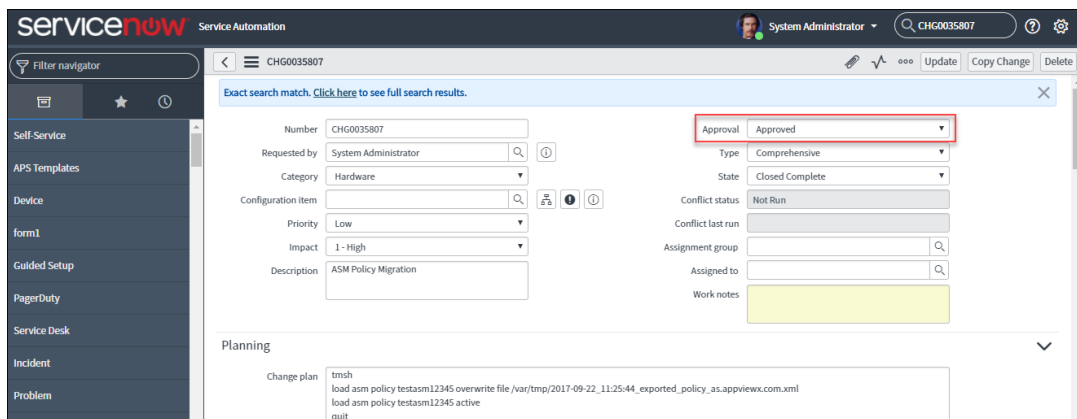 servicenow Service Automation
System Administrator
CHG0035807
Filter navigator
Self-Service
APS Templates
Device
form1
Guided Setup
PagerDuty
Service Desk
Incident
Problem
CHG0035807
Update
Copy Change
Delete
Exact search match. Click here to see full search results.
Number CHG0035807
Requested by System Administrator
Category Hardware
Configuration item
Priority Low
Impact 1 - High
Description ASM Policy Migration
Approval Approved
Type Comprehensive
State Closed Complete
Conflict status Not Run
Conflict last run
Assignment group
Assigned to
Work notes
Planning
Change plan tmsh
load asm policy testasm12345 overwrite file /var/tmp/2017-09-22_11:25:44_exported_policy_as.appviewx.com.xml
load asm policy testasm12345 active
quit